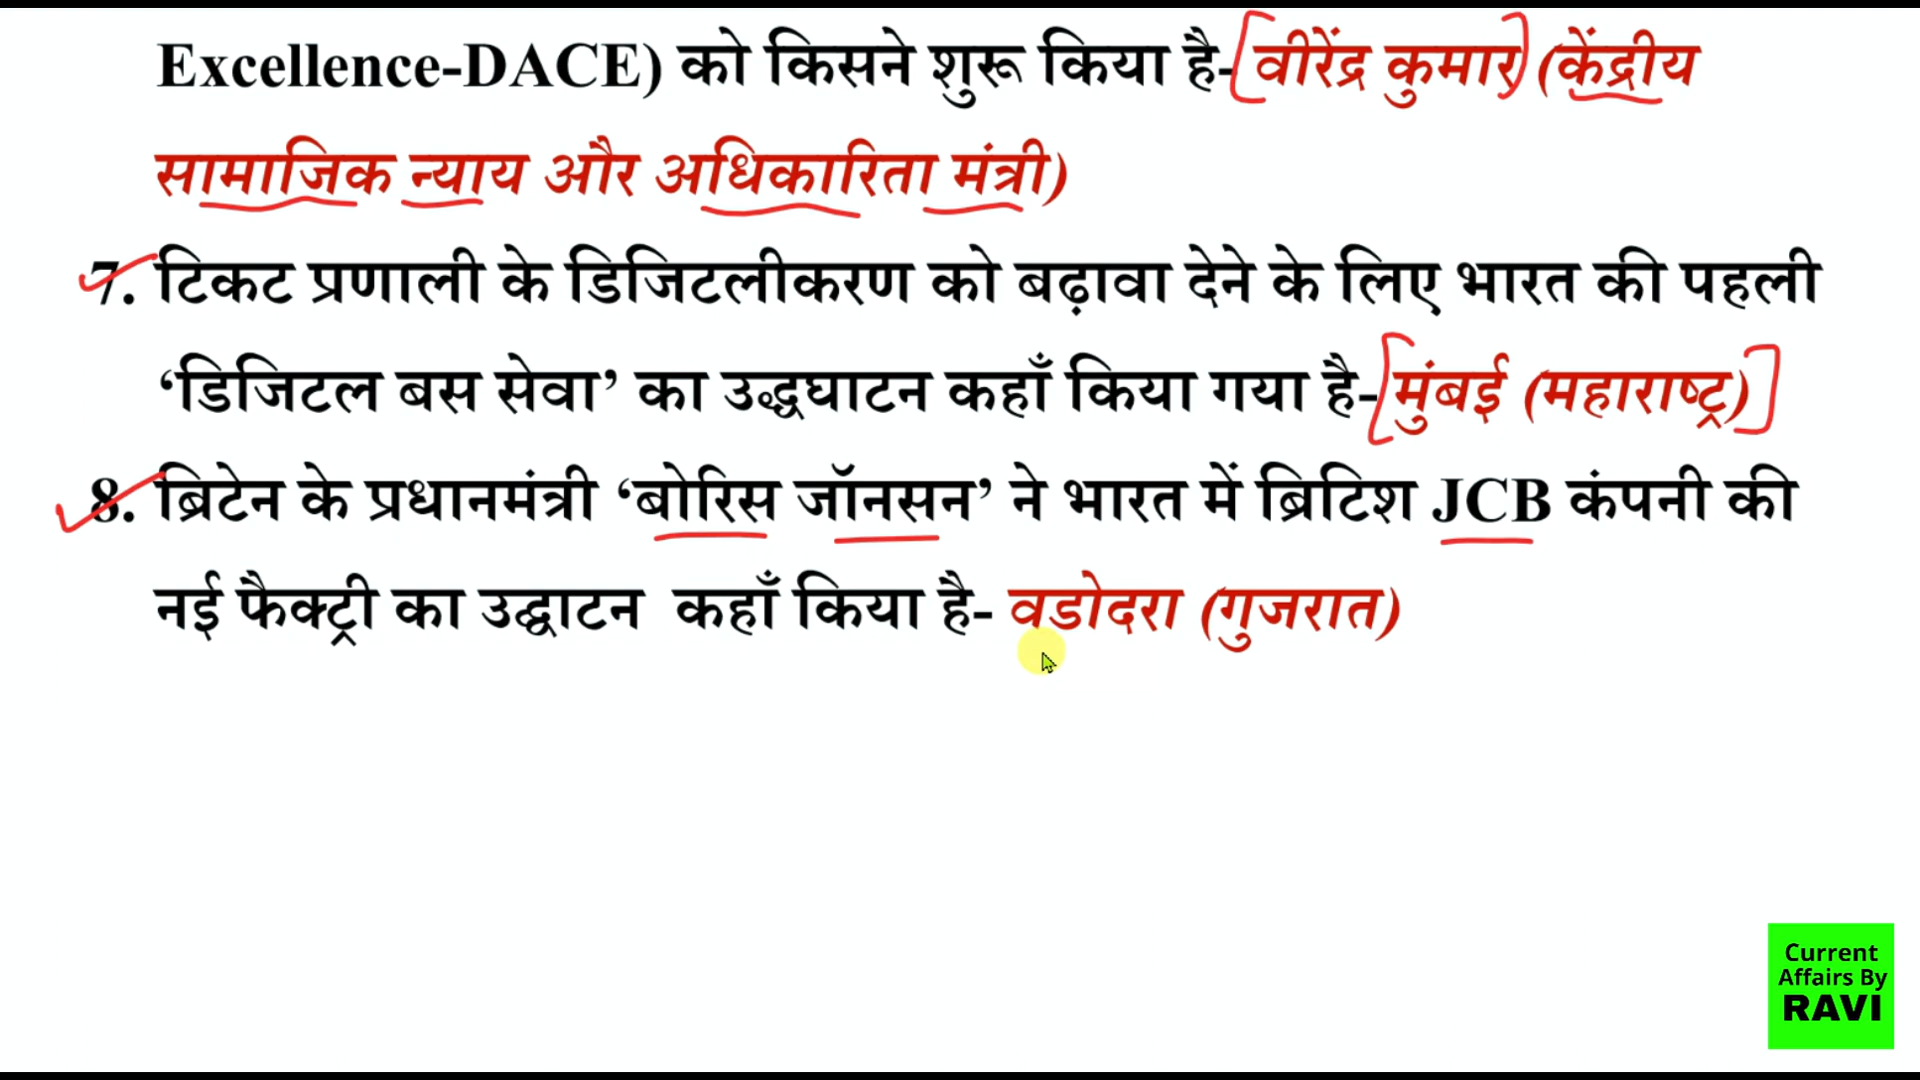 Excellence-DACE) को किसने शुरू किया है- वीरेंद्र कुमार (केंद्रीय
सामाजिक न्याय और अधिकारिता मंत्री)
7. टिकट प्रणाली के डिजिटलीकरण को बढ़ावा देने के लिए भारत की पहली
‘डिजिटल बस सेवा’ का उद्धघाटन कहाँ किया गया है- मुंबई (महाराष्ट्र)
8. ब्रिटेन के प्रधानमंत्री ‘बोरिस जॉनसन’ ने भारत में ब्रिटिश JCB कंपनी की
नई फैक्ट्री का उद्घाटन कहाँ किया है- वडोदरा (गुजरात)
Current
Affairs By
RAVI